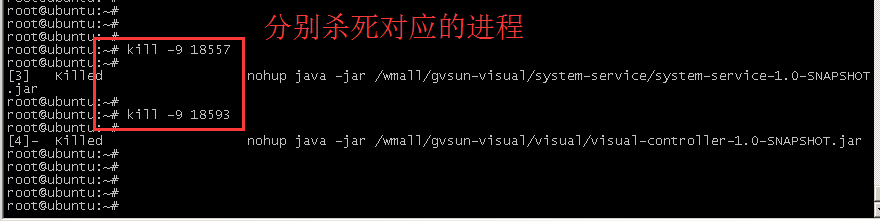 root@ubuntu:~#
root@ubuntu:~#
分别杀死对应的进程
root@ubuntu:~#
root@ubuntu:~# kill -9 18557
root@ubuntu:~#
[3]   Killed                  nohup java -jar /wmall/gvsun-visual/system-service/system-service-1.0-SNAPSHOT
.jar
root@ubuntu:~#
root@ubuntu:~# kill -9 18593
root@ubuntu:~#
[4]-  Killed                  nohup java -jar /wmall/gvsun-visual/visual/visual-controller-1.0-SNAPSHOT.jar
root@ubuntu:~#
root@ubuntu:~#
root@ubuntu:~#
root@ubuntu:~#
root@ubuntu:~#